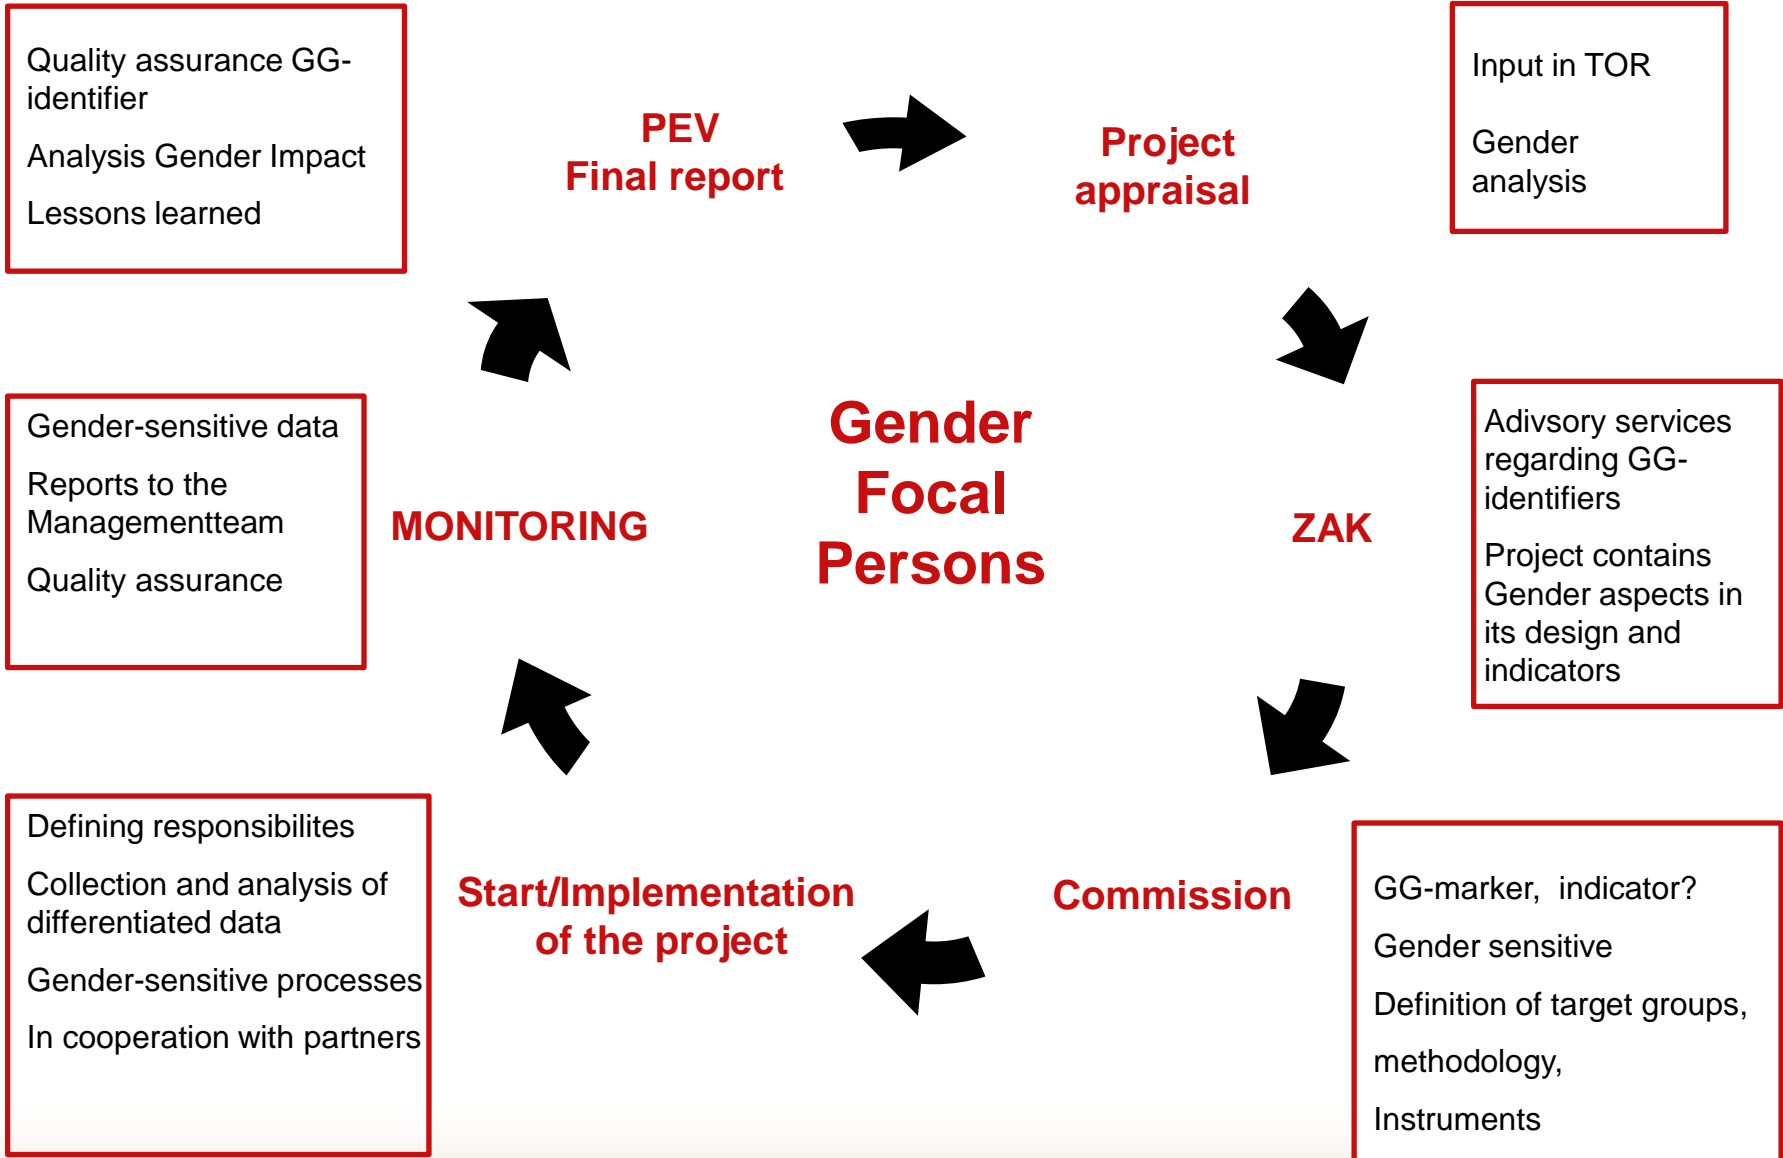 Quality assurance GG-
identifier
Analysis Gender Impact
Lessons learned
PEV
Final report
Project
appraisal
Input in TOR
Gender
analysis
Gender-sensitive data
Reports to the
Managementteam
Quality assurance
MONITORING
Gender
Focal
Persons
ZAK
Adivsory services
regarding GG-
identifiers
Project contains
Gender aspects in
its design and
indicators
Defining responsibilites
Collection and analysis of
differentiated data
Gender-sensitive processes
In cooperation with partners
Start/Implementation
of the project
Commission
GG-marker,  indicator?
Gender sensitive
Definition of target groups,
methodology,
Instruments